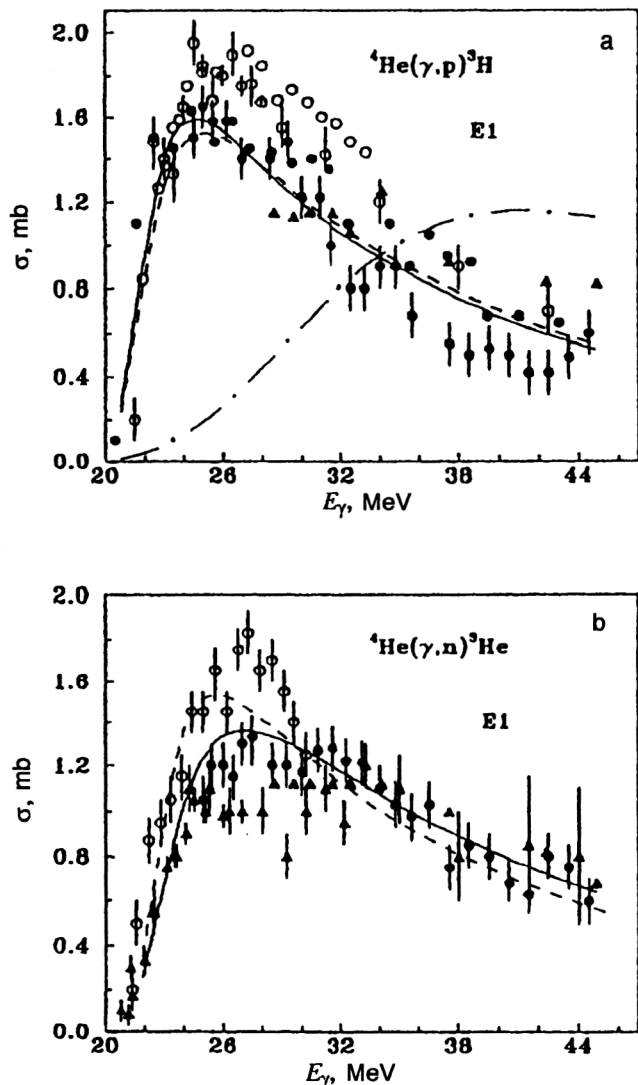 a
⁴He(γ,p)³H
E1
2.0
1.6
1.2
0.8
0.4
0.0
σ, mb
20 26 32 38 44
Eγ, MeV
b
⁴He(γ,n)³He
E1
2.0
1.6
1.2
0.8
0.4
0.0
σ, mb
20 26 32 38 44
Eγ, MeV